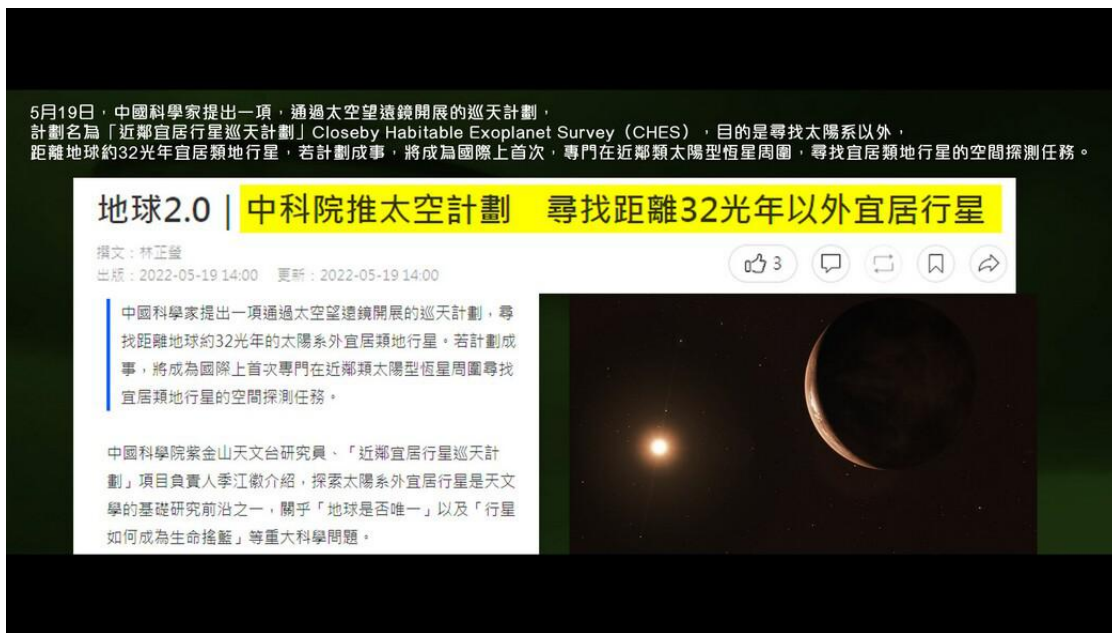 5月19日,中國科學家提出一項,通過太空望遠鏡開展的巡天計劃,
計劃名為「近鄰宜居行星巡天計劃」Closeby Habitable Exoplanet Survey(CHES),目的是尋找太陽系以外,
距離地球約32光年宜居類地行星,若計劃成事,將成為國際上首次,專門在近鄰類太陽型恆星周圍,尋找宜居類地行星的空間探測任務。
地球2.0|中科院推太空計劃 尋找距離32光年以外宜居行星
撰文:林芷瑩
出版:2022-05-19 14:00 更新:2022-05-19 14:00
3
中國科學家提出一項通過太空望遠鏡開展的巡天計劃,尋
找距離地球約32光年的太陽系外宜居類地行星。若計劃成
事,將成為國際上首次專門在近鄰類太陽型恆星周圍尋找
宜居類地行星的空間探測任務。
中國科學院紫金山天文台研究員、「近鄰宜居行星巡天計
劃」項目負責人季江徽介紹,探索太陽系外宜居行星是天文
學的基礎研究前沿之一,關乎「地球是否唯一」以及「行星
如何成為生命搖籃」等重大科學問題。